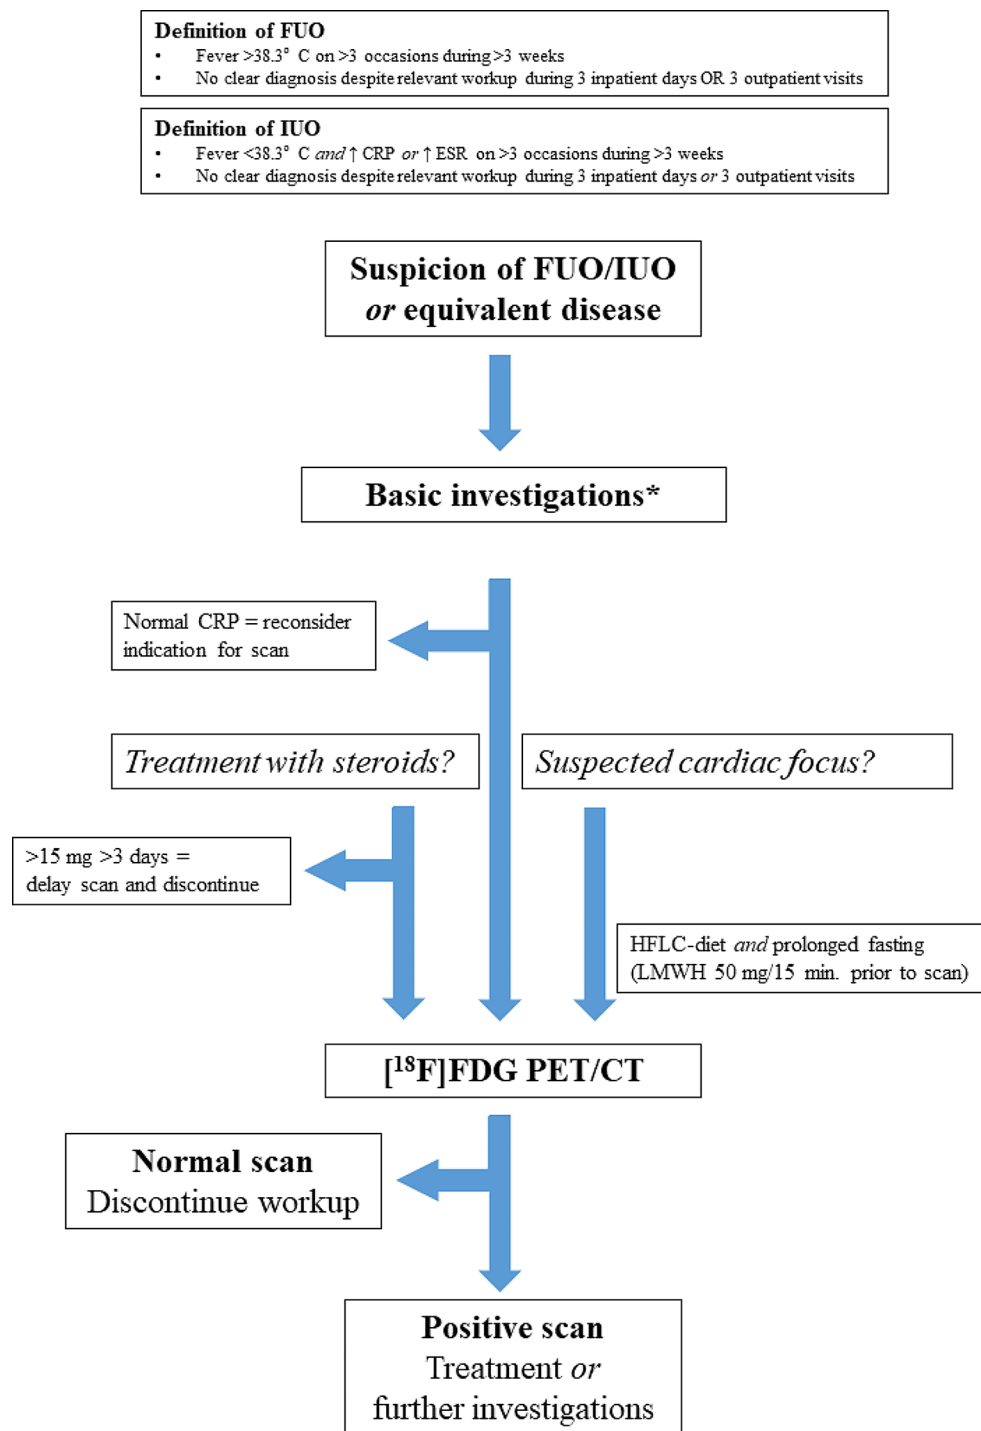 Definition of FUO
• Fever >38.3° C on >3 occasions during >3 weeks
• No clear diagnosis despite relevant workup during 3 inpatient days OR 3 outpatient visits
Definition of IUO
• Fever <38.3° C and ↑ CRP or ↑ ESR on >3 occasions during >3 weeks
• No clear diagnosis despite relevant workup during 3 inpatient days or 3 outpatient visits
Suspicion of FUO/IUO
or equivalent disease
Basic investigations*
Normal CRP = reconsider
indication for scan
Treatment with steroids?
Suspected cardiac focus?
>15 mg >3 days =
delay scan and discontinue
HFLC-diet and prolonged fasting
(LMWH 50 mg/15 min. prior to scan)
[¹⁸F]FDG PET/CT
Normal scan
Discontinue workup
Positive scan
Treatment or
further investigations